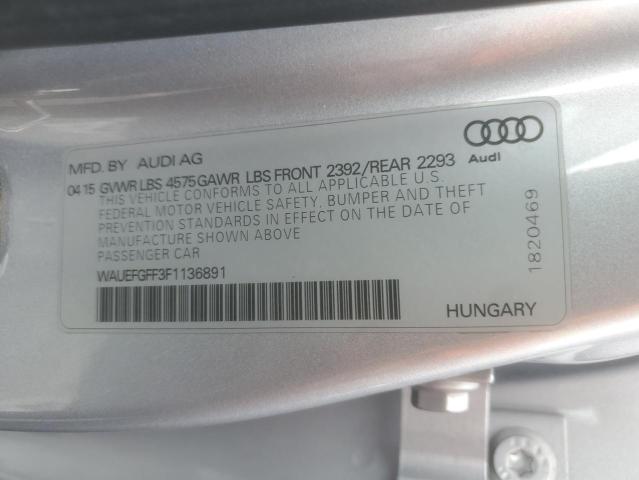 MFD. BY AUDI AG
Audi
04 15 GVWR LBS 4575 GAWR LBS FRONT 2392/REAR 2293
THIS VEHICLE CONFORMS TO ALL APPLICABLE U.S.
FEDERAL MOTOR VEHICLE SAFETY, BUMPER AND THEFT
PREVENTION STANDARDS IN EFFECT ON THE DATE OF
MANUFACTURE SHOWN ABOVE
PASSENGER CAR
WAUEFGFF3F1136891
HUNGARY
1820469